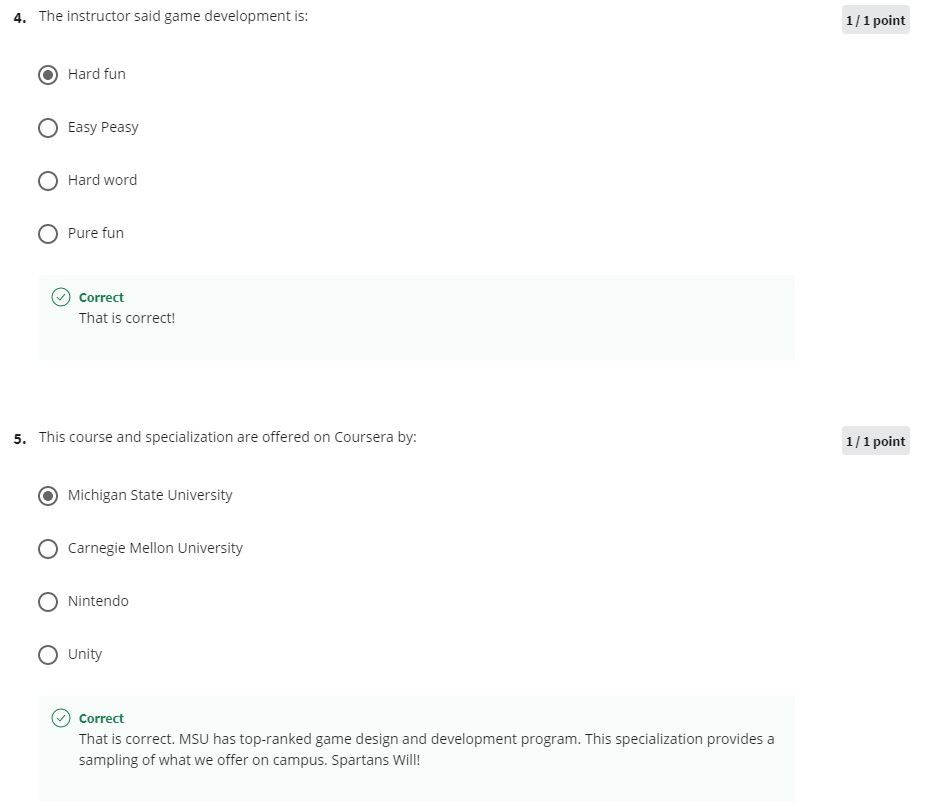 4. The instructor said game development is:
1 / 1 point
Hard fun
Easy Peasy
Hard word
Pure fun
Correct
That is correct!
5. This course and specialization are offered on Coursera by:
1 / 1 point
Michigan State University
Carnegie Mellon University
Nintendo
Unity
Correct
That is correct. MSU has top-ranked game design and development program. This specialization provides a
sampling of what we offer on campus. Spartans Will!